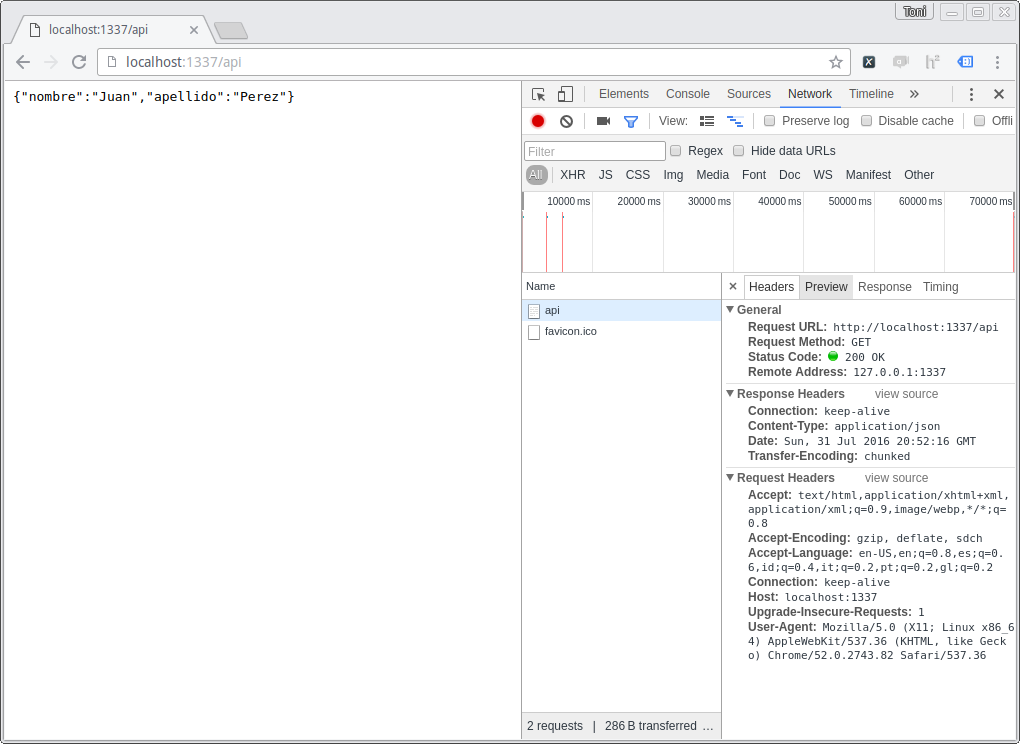 Toni
localhost:1337/api
localhost:1337/api
{"nombre":"Juan","apellido":"Perez"}
Elements Console Sources Network Timeline »
View: Preserve log Disable cache Offli
Filter Regex Hide data URLs
All XHR JS CSS Img Media Font Doc WS Manifest Other
10000 ms 20000 ms 30000 ms 40000 ms 50000 ms 60000 ms 70000 ms
Name
api
favicon.ico
2 requests | 286 B transferred …
× Headers Preview Response Timing
General
Request URL: http://localhost:1337/api
Request Method: GET
Status Code: 200 OK
Remote Address: 127.0.0.1:1337
Response Headers view source
Connection: keep-alive
Content-Type: application/json
Date: Sun, 31 Jul 2016 20:52:16 GMT
Transfer-Encoding: chunked
Request Headers view source
Accept: text/html,application/xhtml+xml,
application/xml;q=0.9,image/webp,*/*;q=
0.8
Accept-Encoding: gzip, deflate, sdch
Accept-Language: en-US,en;q=0.8,es;q=0.
6,id;q=0.4,it;q=0.2,pt;q=0.2,gl;q=0.2
Connection: keep-alive
Host: localhost:1337
Upgrade-Insecure-Requests: 1
User-Agent: Mozilla/5.0 (X11; Linux x86_6
4) AppleWebKit/537.36 (KHTML, like Geck
o) Chrome/52.0.2743.82 Safari/537.36